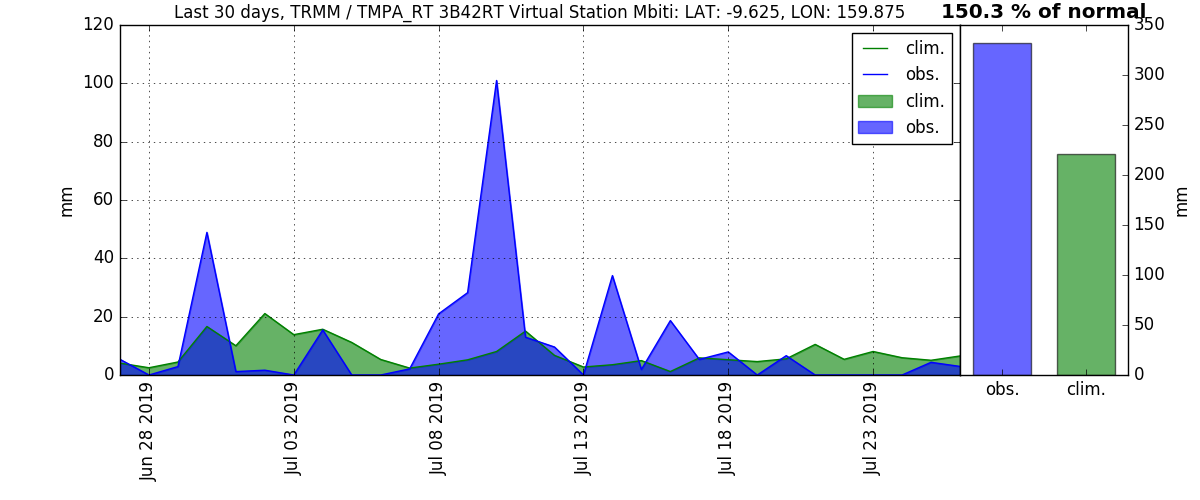 Last 30 days, TRMM / TMPA_RT 3B42RT Virtual Station Mbiti: LAT: -9.625, LON: 159.875
150.3 % of normal
120
100
80
60
40
20
0
mm
clim.
obs.
clim.
obs.
Jun 28 2019
Jul 03 2019
Jul 08 2019
Jul 13 2019
Jul 18 2019
Jul 23 2019
350
300
250
200
150
100
50
0
mm
obs.
clim.